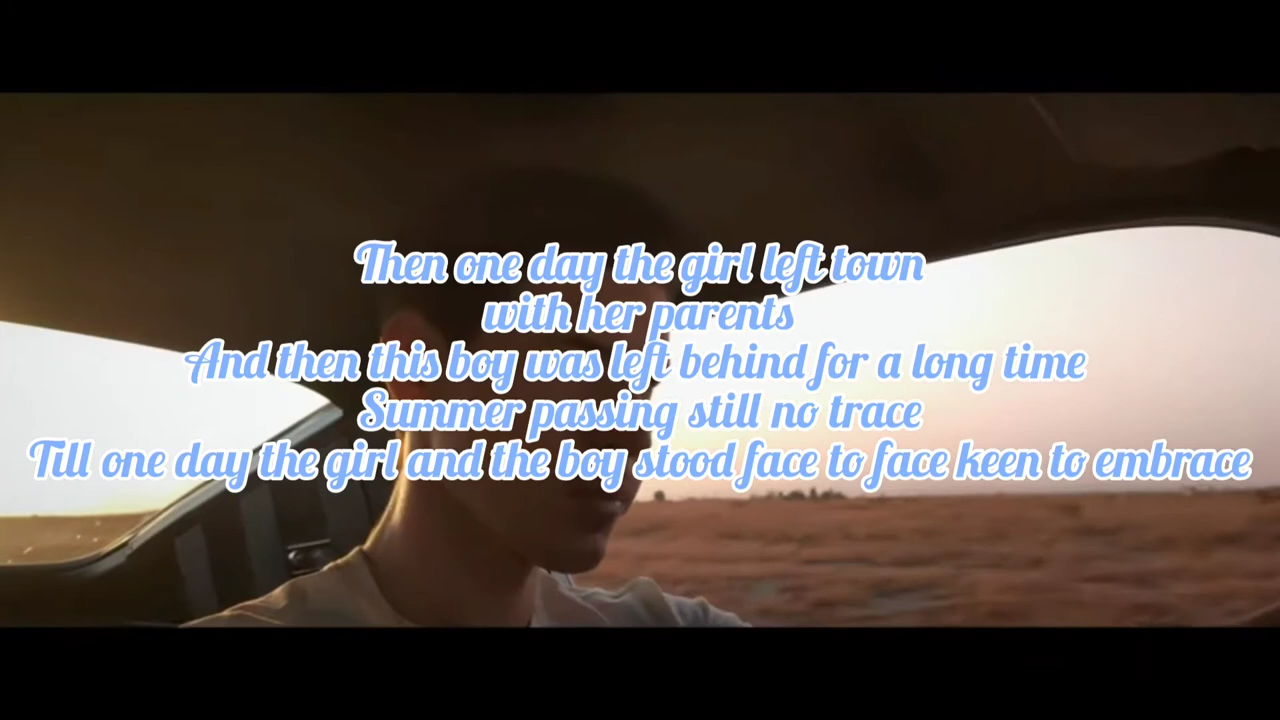 Then one day the girl left town
with her parents
And then this boy was left behind for a long time
Summer passing still no trace
Till one day the girl and the boy stood face to face keen to embrace